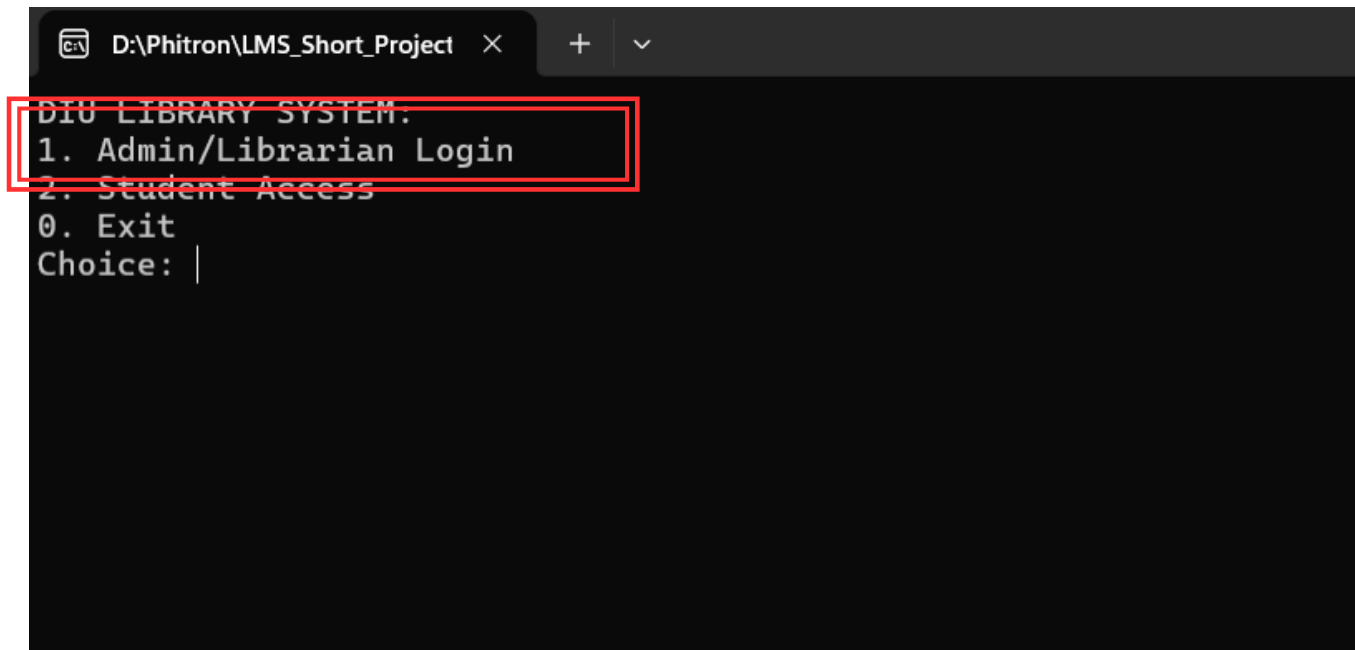 D:\Phitron\LMS_Short_Project
DIU LIBRARY SYSTEM:
1. Admin/Librarian Login
2. Student Access
0. Exit
Choice: